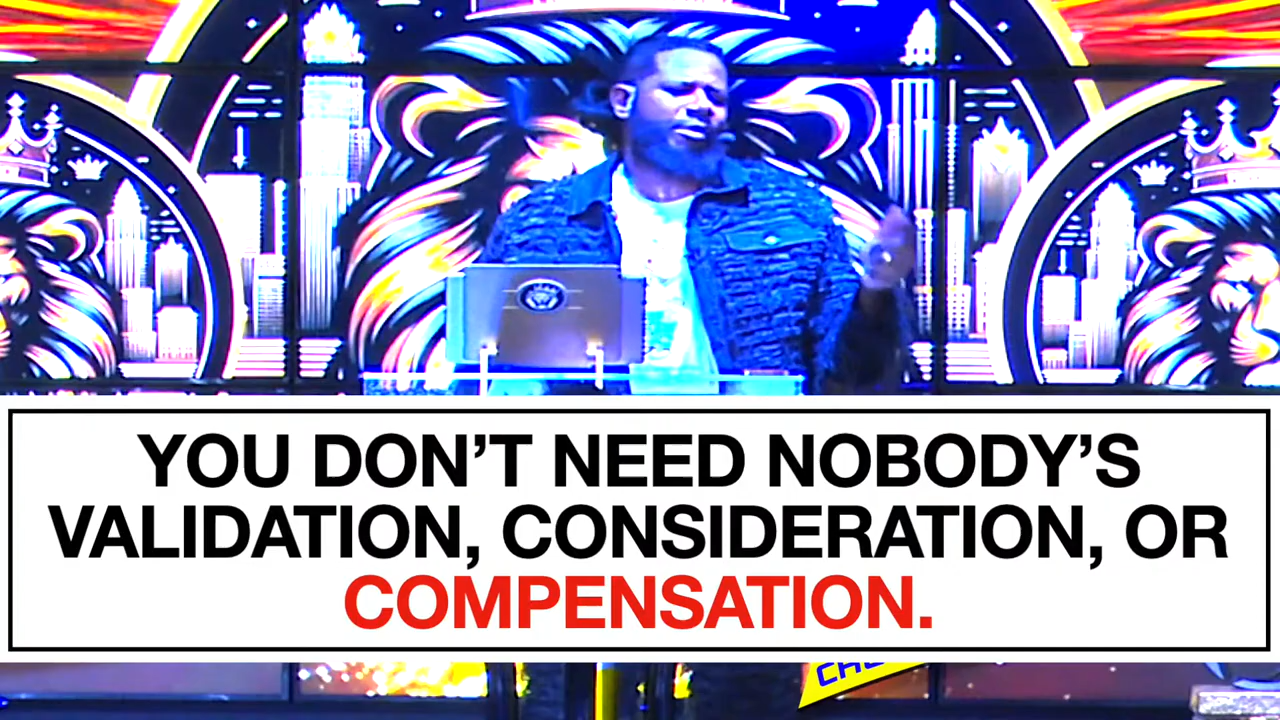 YOU DON’T NEED NOBODY’S
VALIDATION, CONSIDERATION, OR
COMPENSATION.